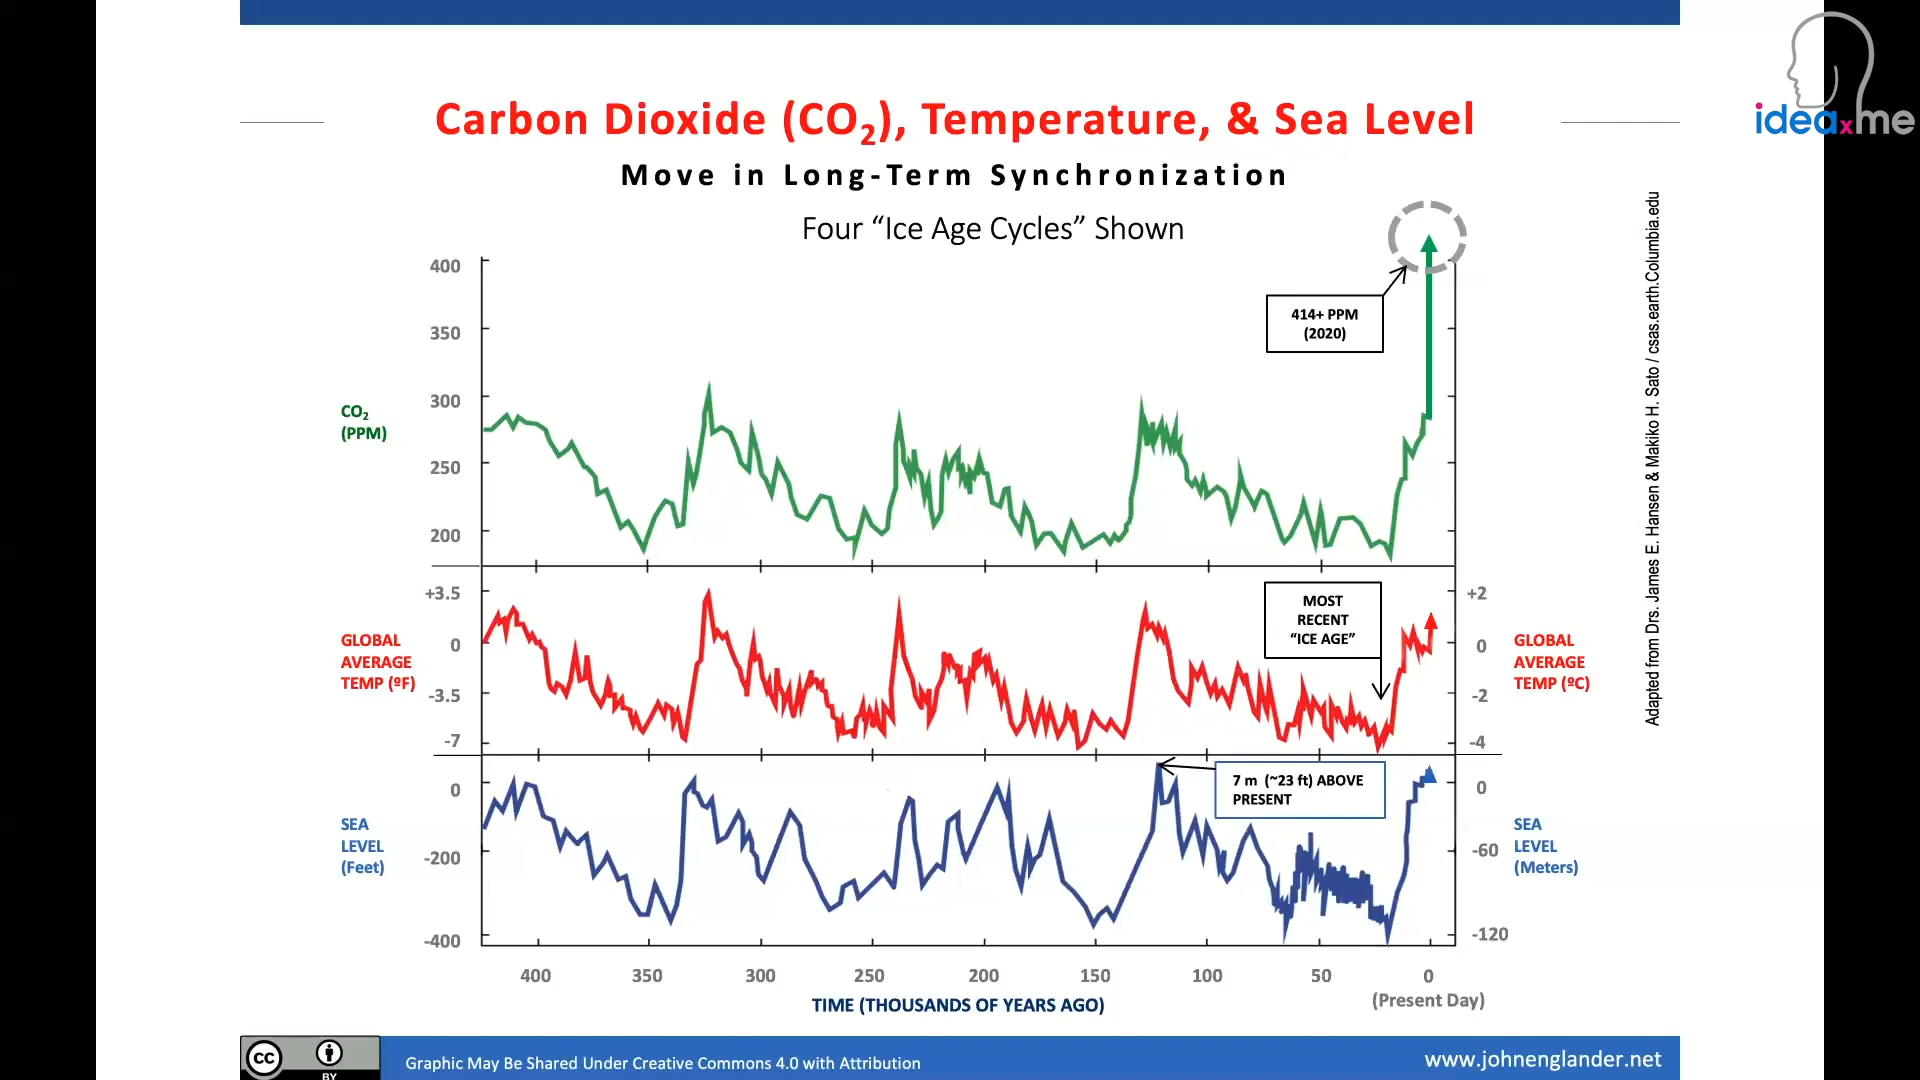 ideaxme
Carbon Dioxide (CO₂), Temperature, & Sea Level
Move in Long-Term Synchronization
Four “Ice Age Cycles” Shown
400
350
300
250
200
CO₂
(PPM)
414+ PPM
(2020)
+3.5
0
-3.5
-7
GLOBAL
AVERAGE
TEMP (ºF)
MOST
RECENT
“ICE AGE”
+2
0
-2
-4
GLOBAL
AVERAGE
TEMP (ºC)
0
-200
-400
SEA
LEVEL
(Feet)
7 m (~23 ft) ABOVE
PRESENT
0
-60
-120
SEA
LEVEL
(Meters)
400 350 300 250 200 150 100 50 0
(Present Day)
TIME (THOUSANDS OF YEARS AGO)
Adapted from Drs. James E. Hansen & Makiko H. Sato / csas.earth.Columbia.edu
cc
BY
Graphic May Be Shared Under Creative Commons 4.0 with Attribution
www.johnenglander.net